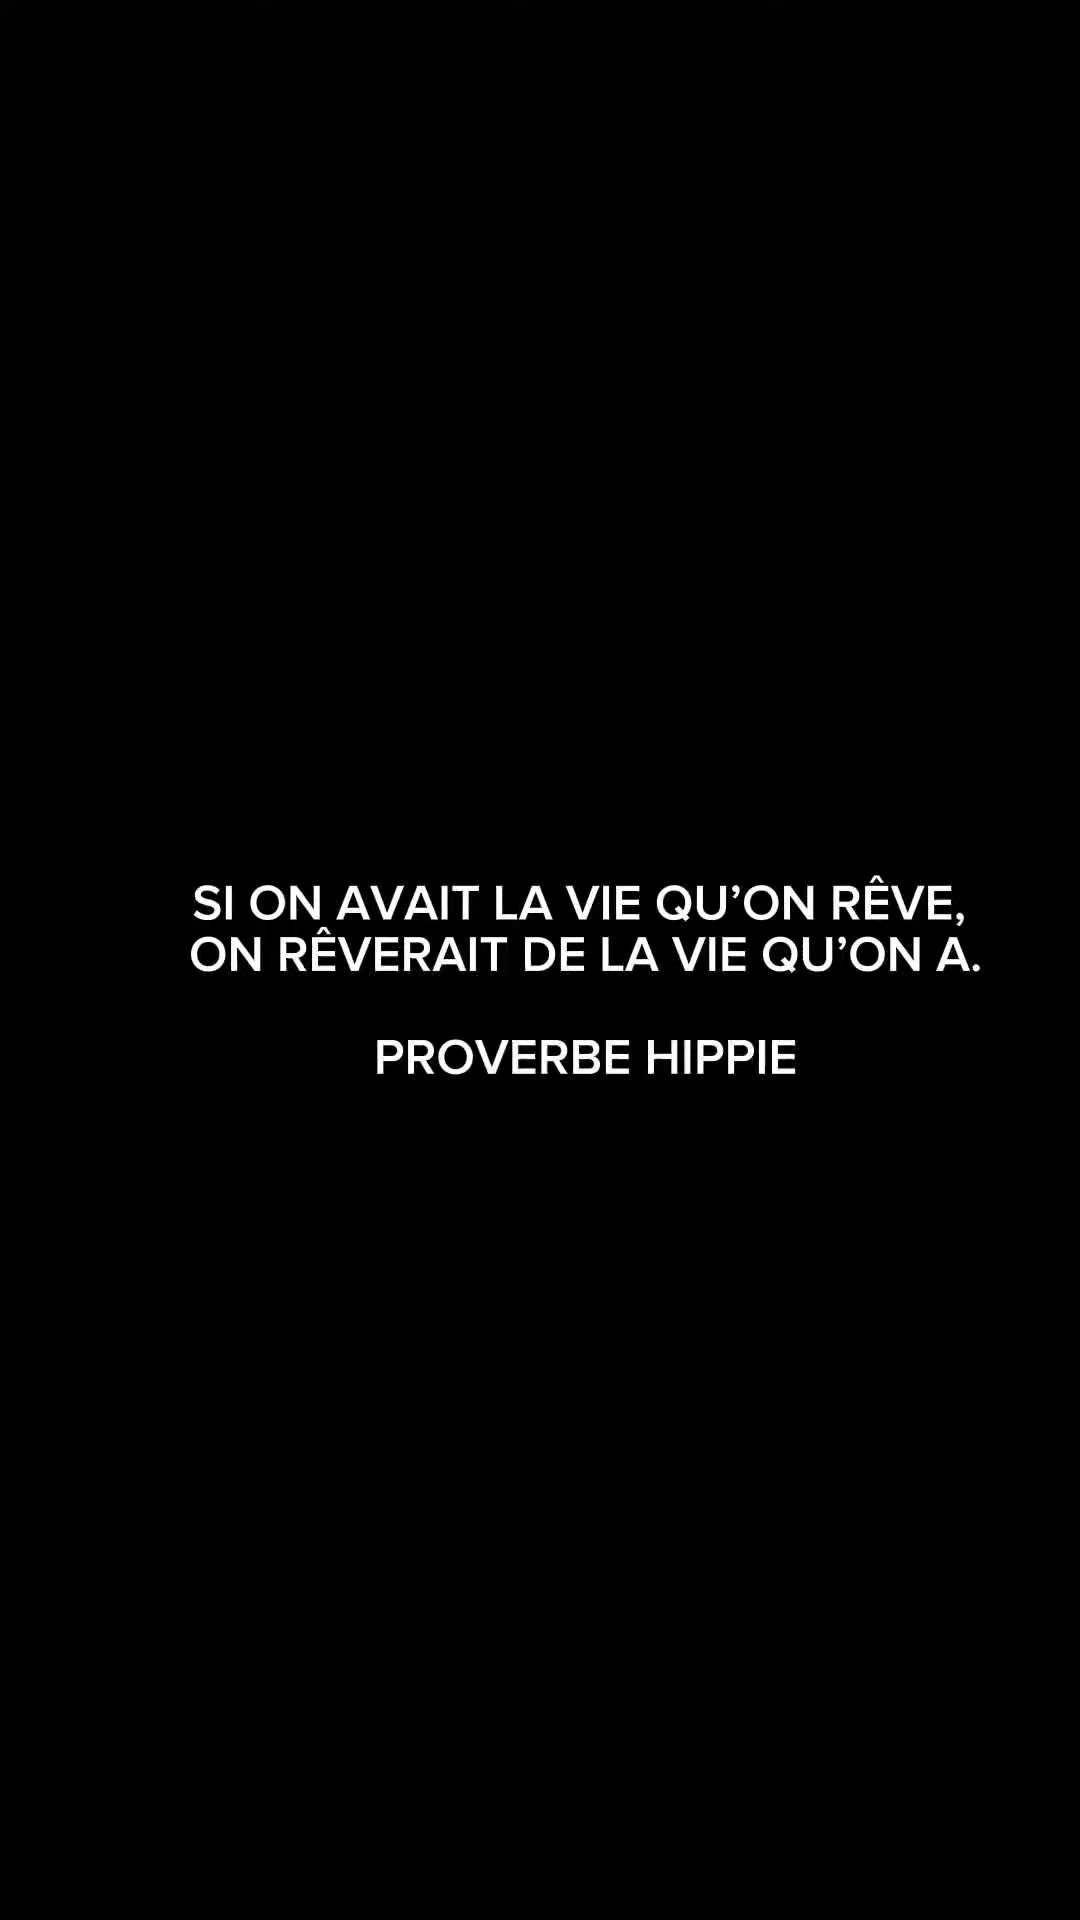 SI ON AVAIT LA VIE QU’ON RÊVE,
ON RÊVERAIT DE LA VIE QU’ON A.
PROVERBE HIPPIE